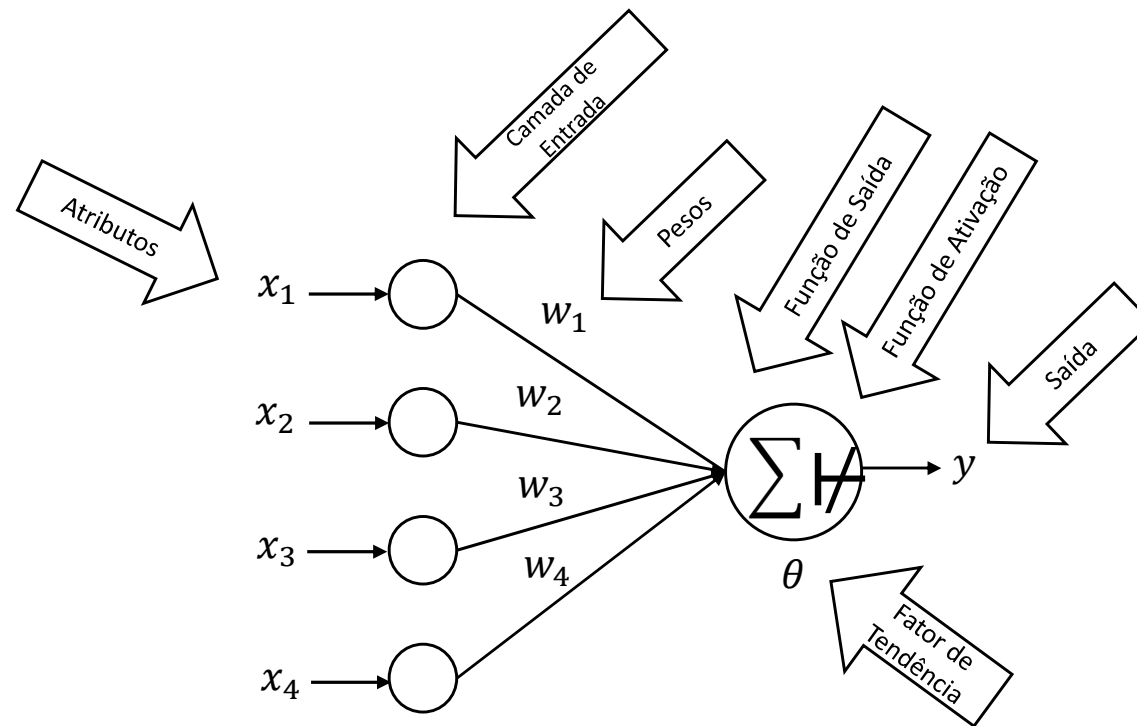 Camada de
Entrada
Atributos
Pesos
Função de Saída
Função de Ativação
Saída
x₁
w₁
x₂
w₂
w₃
∑
y
x₃
w₄
θ
Fator de
Tendência
x₄